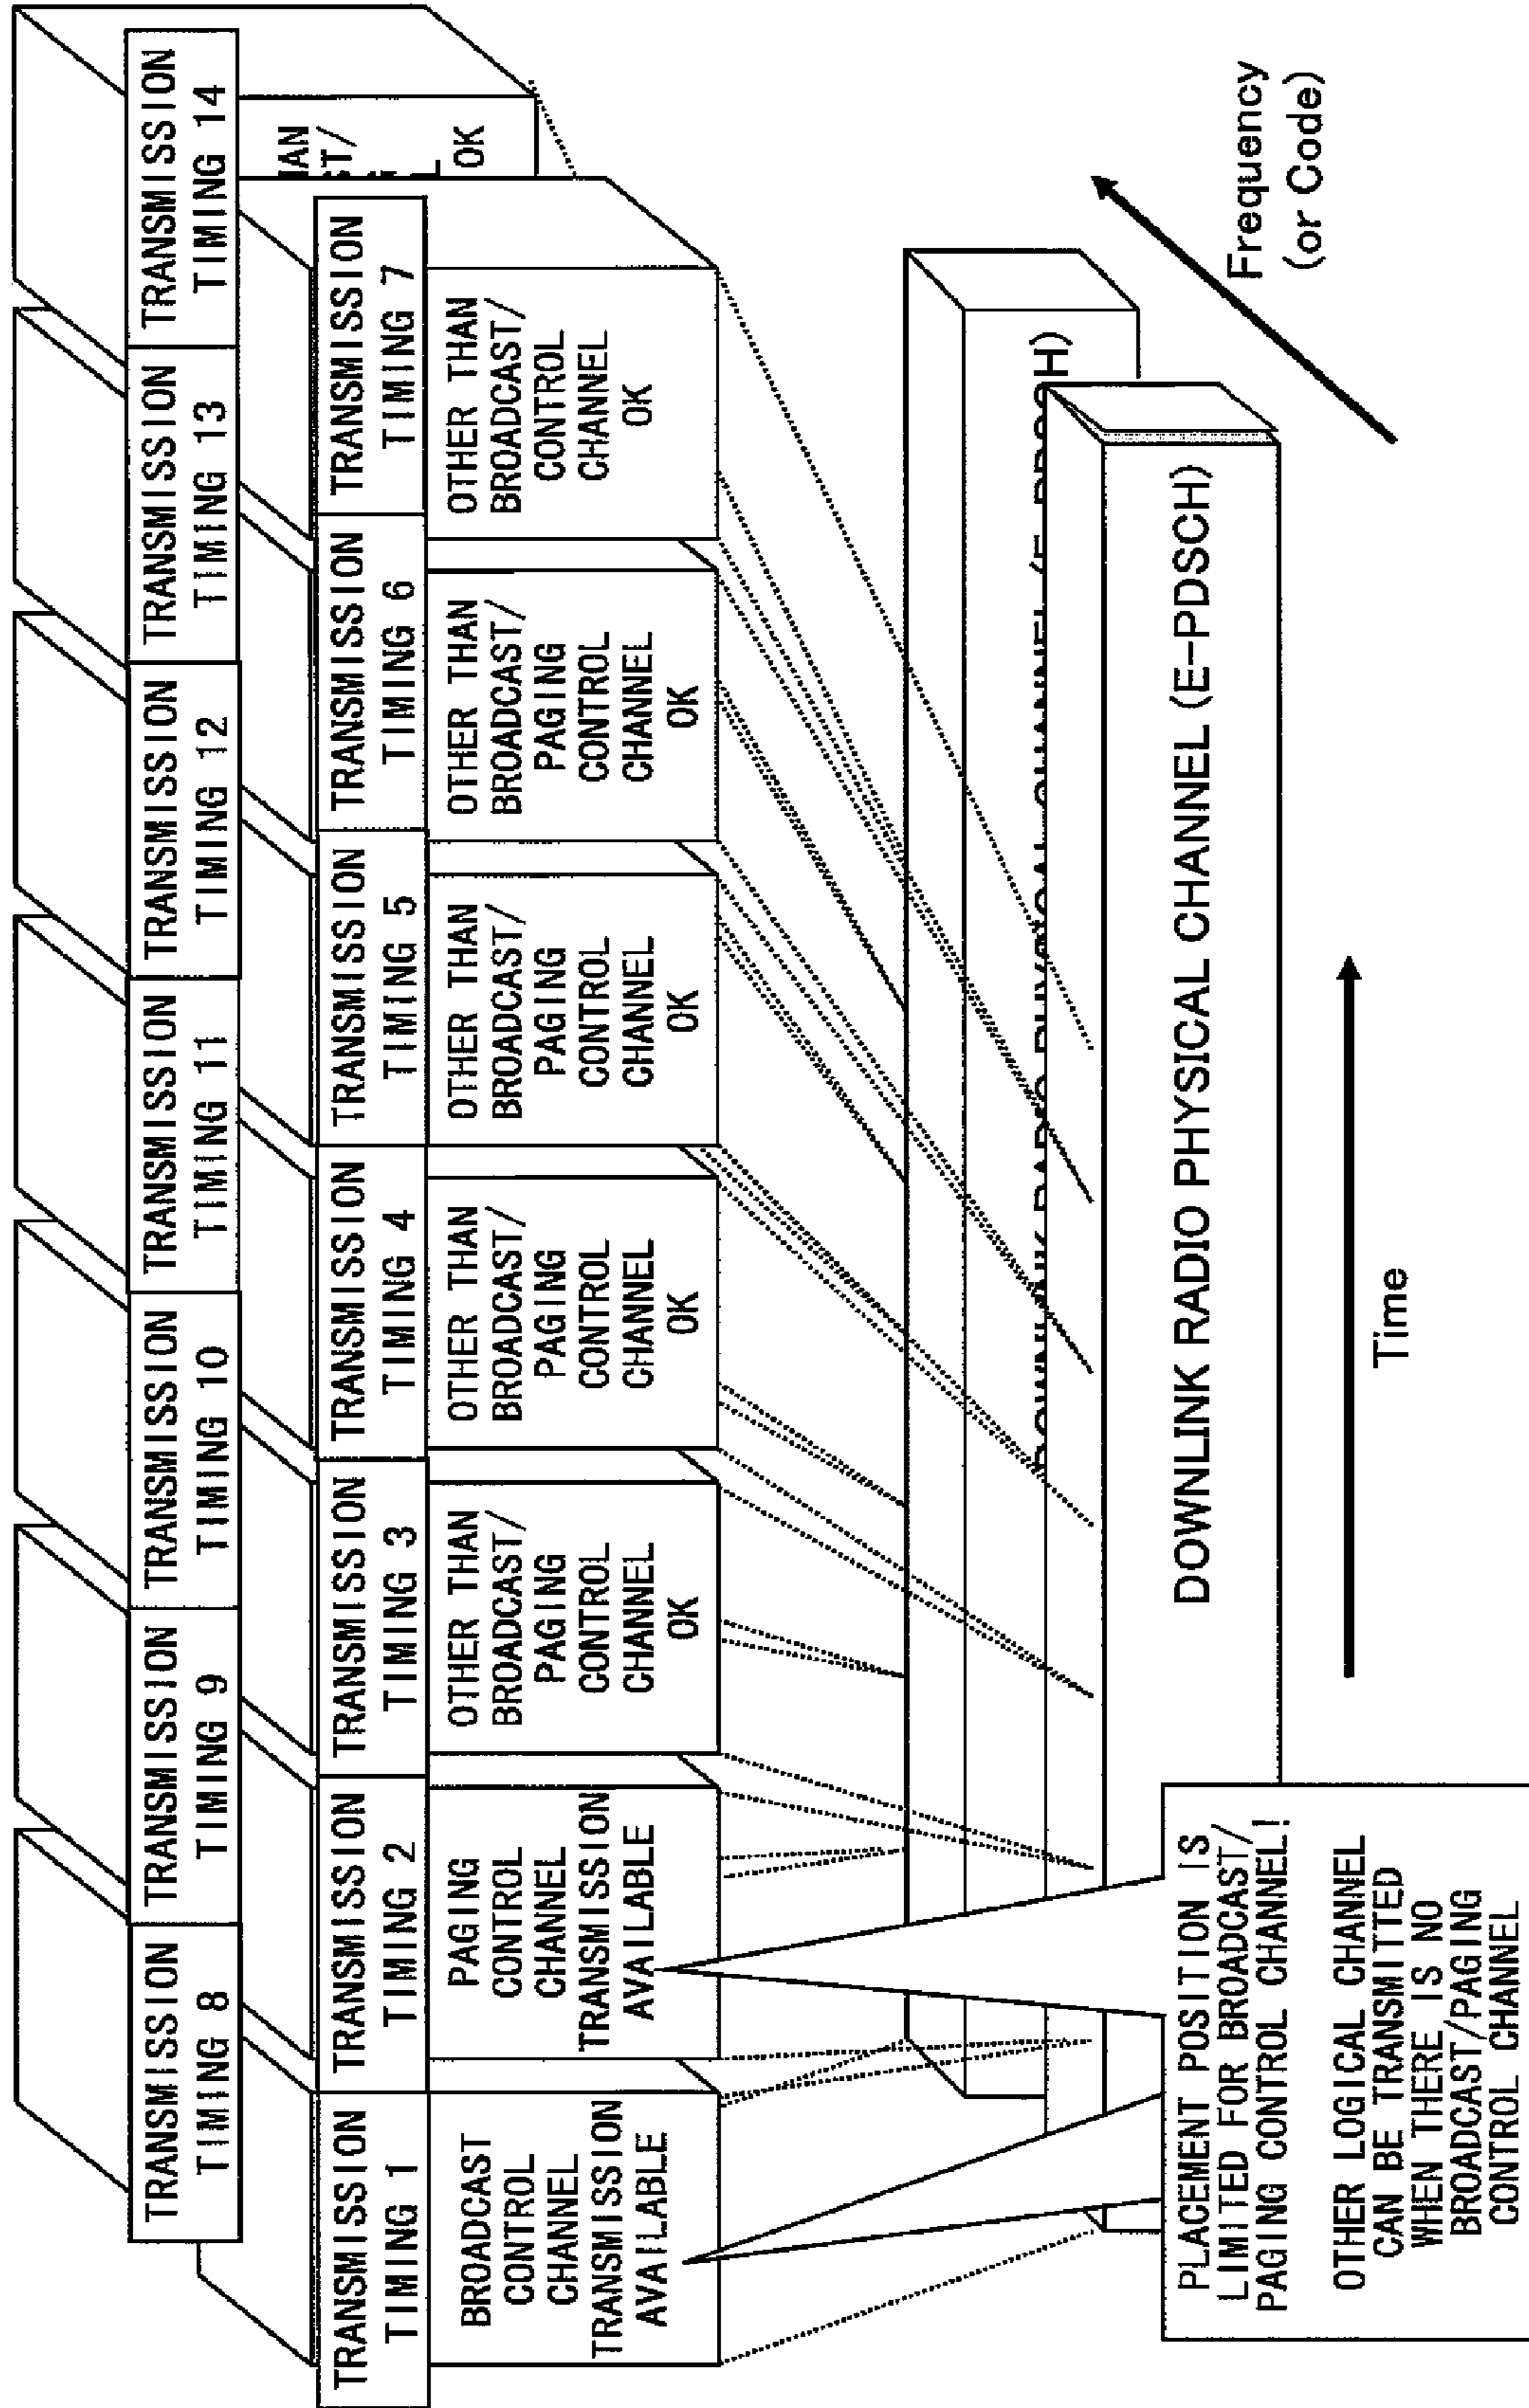 TRANSMISSION
TIMING 8
TRANSMISSION
TIMING 9
TRANSMISSION
TIMING 10
TRANSMISSION
TIMING 11
TRANSMISSION
TIMING 12
TRANSMISSION
TIMING 13
TRANSMISSION
TIMING 14
OK
TRANSMISSION
TIMING 1
TRANSMISSION
TIMING 2
TRANSMISSION
TIMING 3
TRANSMISSION
TIMING 4
TRANSMISSION
TIMING 5
TRANSMISSION
TIMING 6
TRANSMISSION
TIMING 7
BROADCAST
CONTROL
CHANNEL
TRANSMISSION
AVAILABLE
PAGING
CONTROL
CHANNEL
TRANSMISSION
AVAILABLE
OTHER THAN
BROADCAST/
PAGING
CONTROL
CHANNEL
OK
OTHER THAN
BROADCAST/
PAGING
CONTROL
CHANNEL
OK
OTHER THAN
BROADCAST/
PAGING
CONTROL
CHANNEL
OK
OTHER THAN
BROADCAST/
PAGING
CONTROL
CHANNEL
OK
OTHER THAN
BROADCAST/
CONTROL
CHANNEL
OK
DOWNLINK RADIO PHYSICAL CHANNEL (E-PDSCH)
Frequency
(or Code)
Time
PLACEMENT POSITION IS
LIMITED FOR BROADCAST/
PAGING CONTROL CHANNEL!
OTHER LOGICAL CHANNEL
CAN BE TRANSMITTED
WHEN THERE IS NO
BROADCAST/PAGING
CONTROL CHANNEL